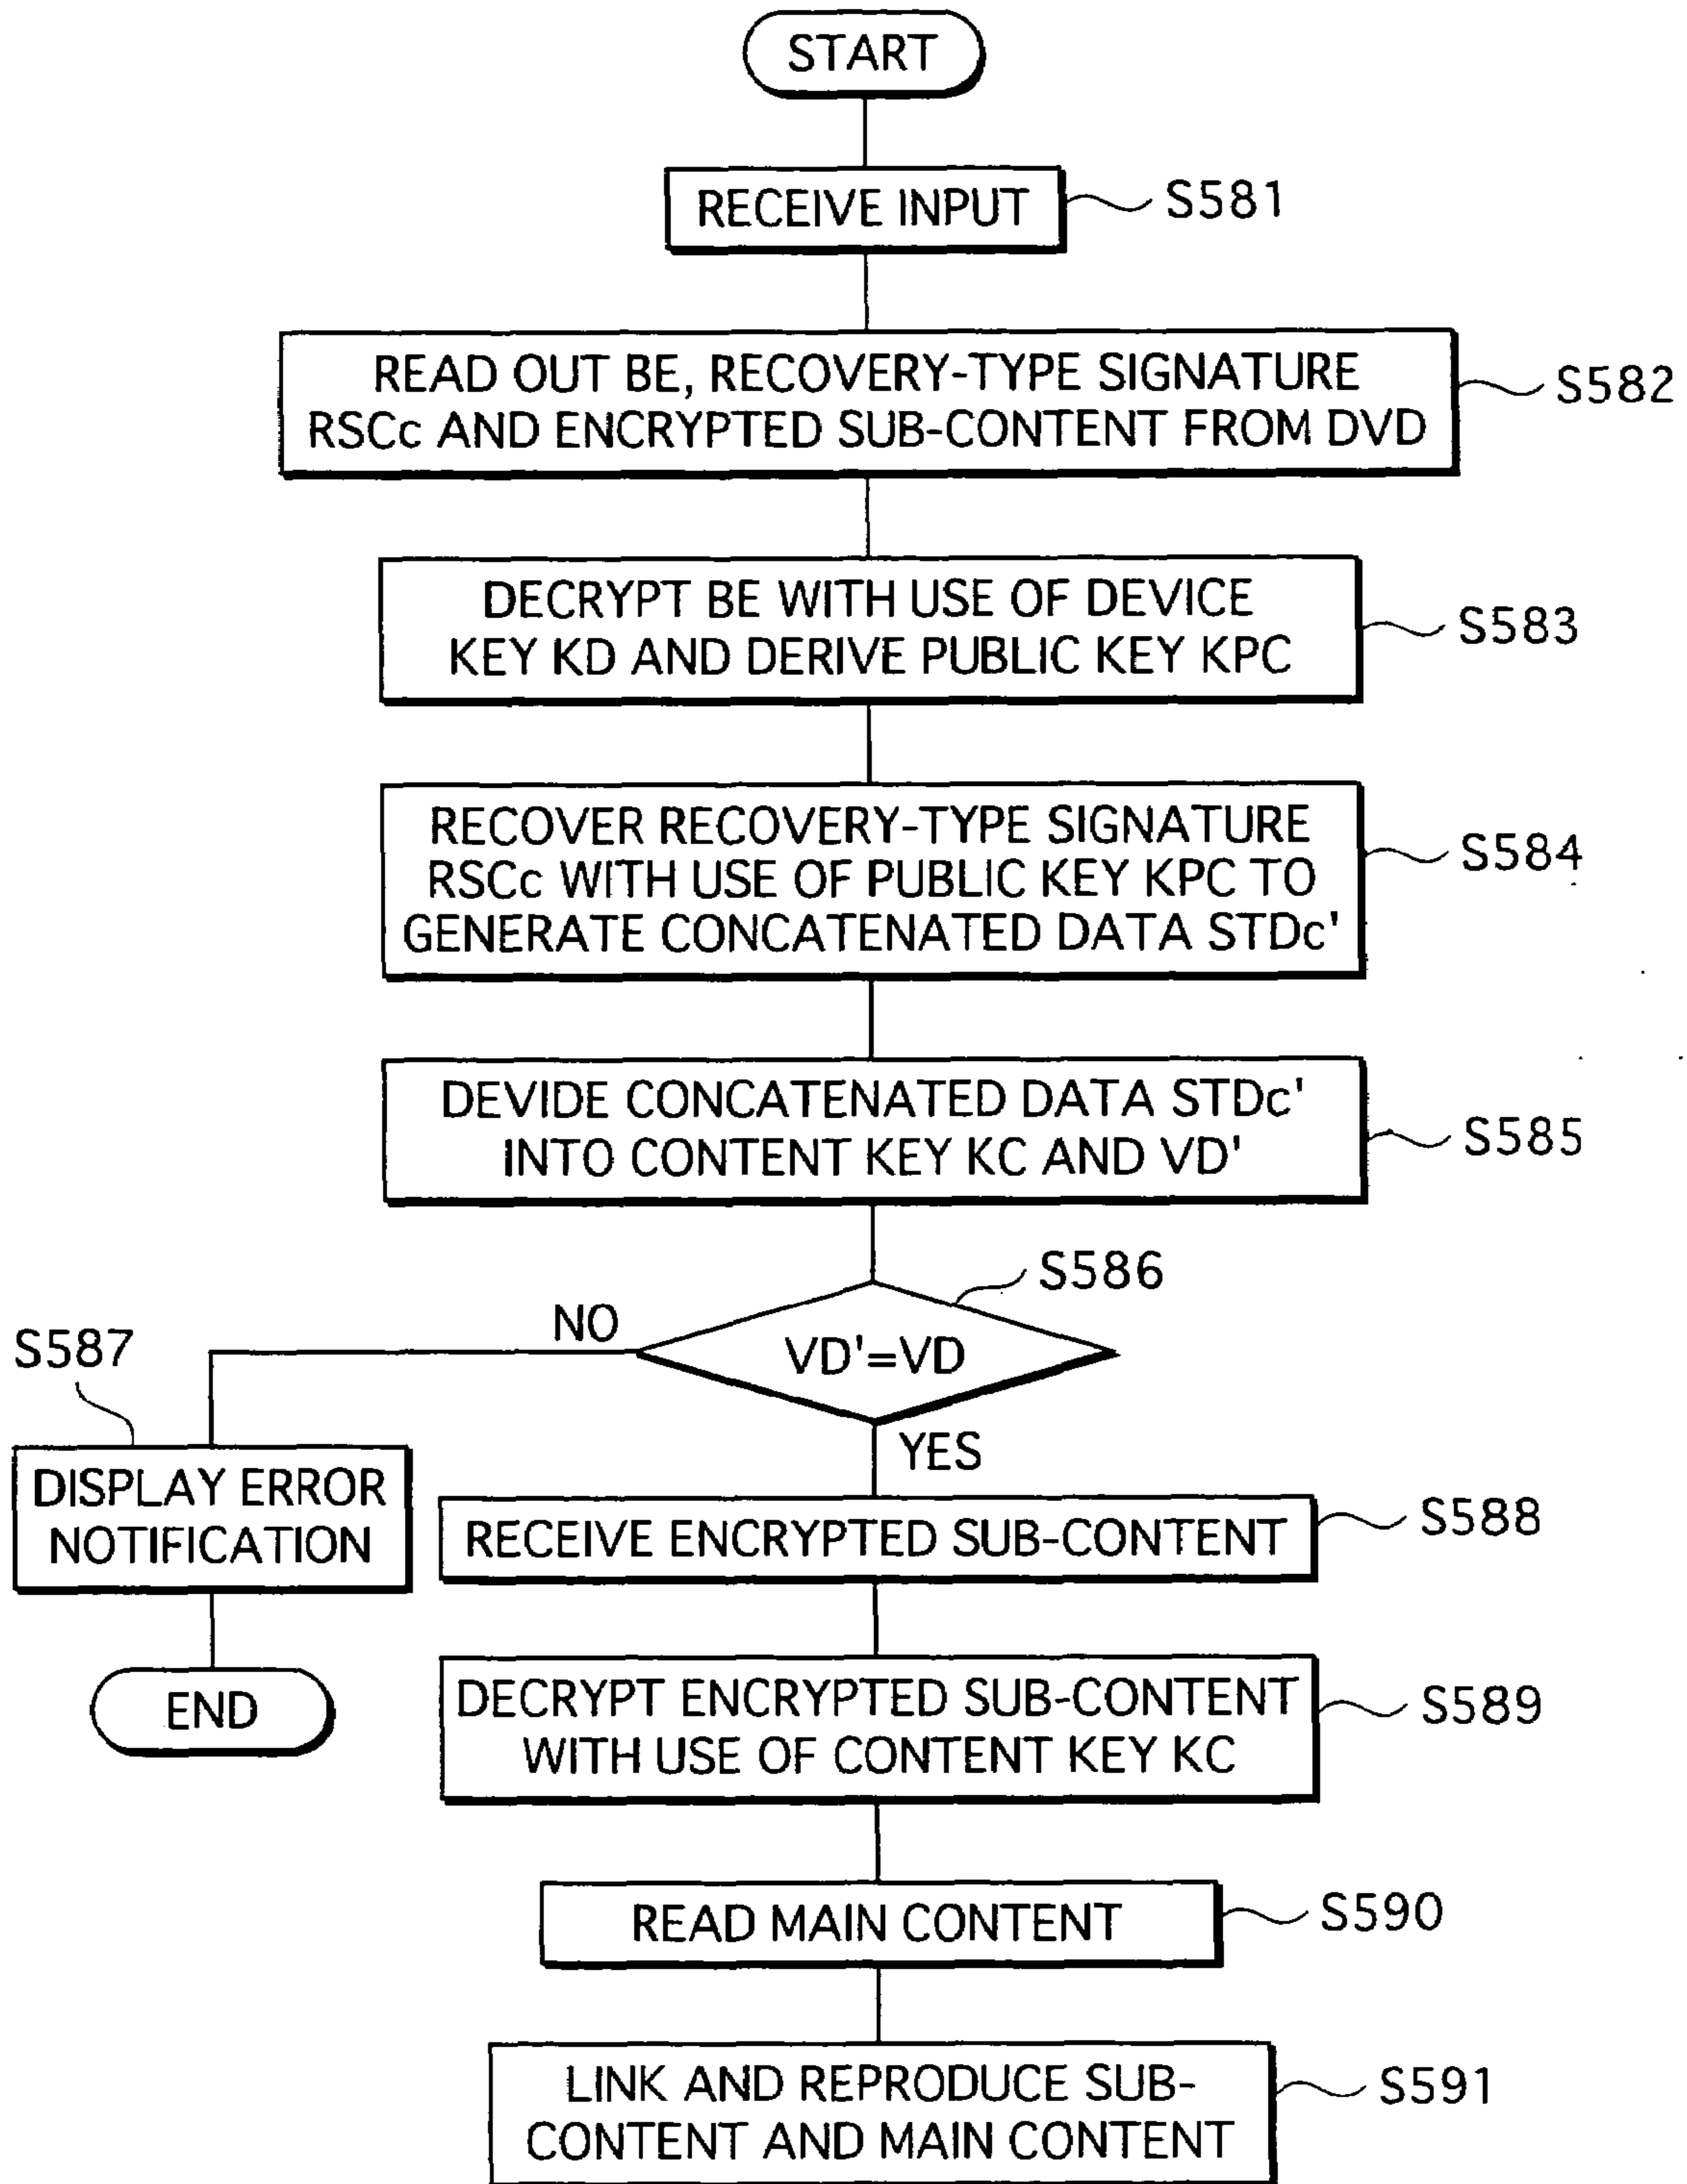 START
RECEIVE INPUT
S581
READ OUT BE, RECOVERY-TYPE SIGNATURE
RSCc AND ENCRYPTED SUB-CONTENT FROM DVD
S582
DECRYPT BE WITH USE OF DEVICE
KEY KD AND DERIVE PUBLIC KEY KPC
S583
RECOVER RECOVERY-TYPE SIGNATURE
RSCc WITH USE OF PUBLIC KEY KPC TO
GENERATE CONCATENATED DATA STDc'
S584
DEVIDE CONCATENATED DATA STDc'
INTO CONTENT KEY KC AND VD'
S585
S586
VD'=VD
NO
YES
S587
DISPLAY ERROR
NOTIFICATION
END
RECEIVE ENCRYPTED SUB-CONTENT
S588
DECRYPT ENCRYPTED SUB-CONTENT
WITH USE OF CONTENT KEY KC
S589
READ MAIN CONTENT
S590
LINK AND REPRODUCE SUB-
CONTENT AND MAIN CONTENT
S591